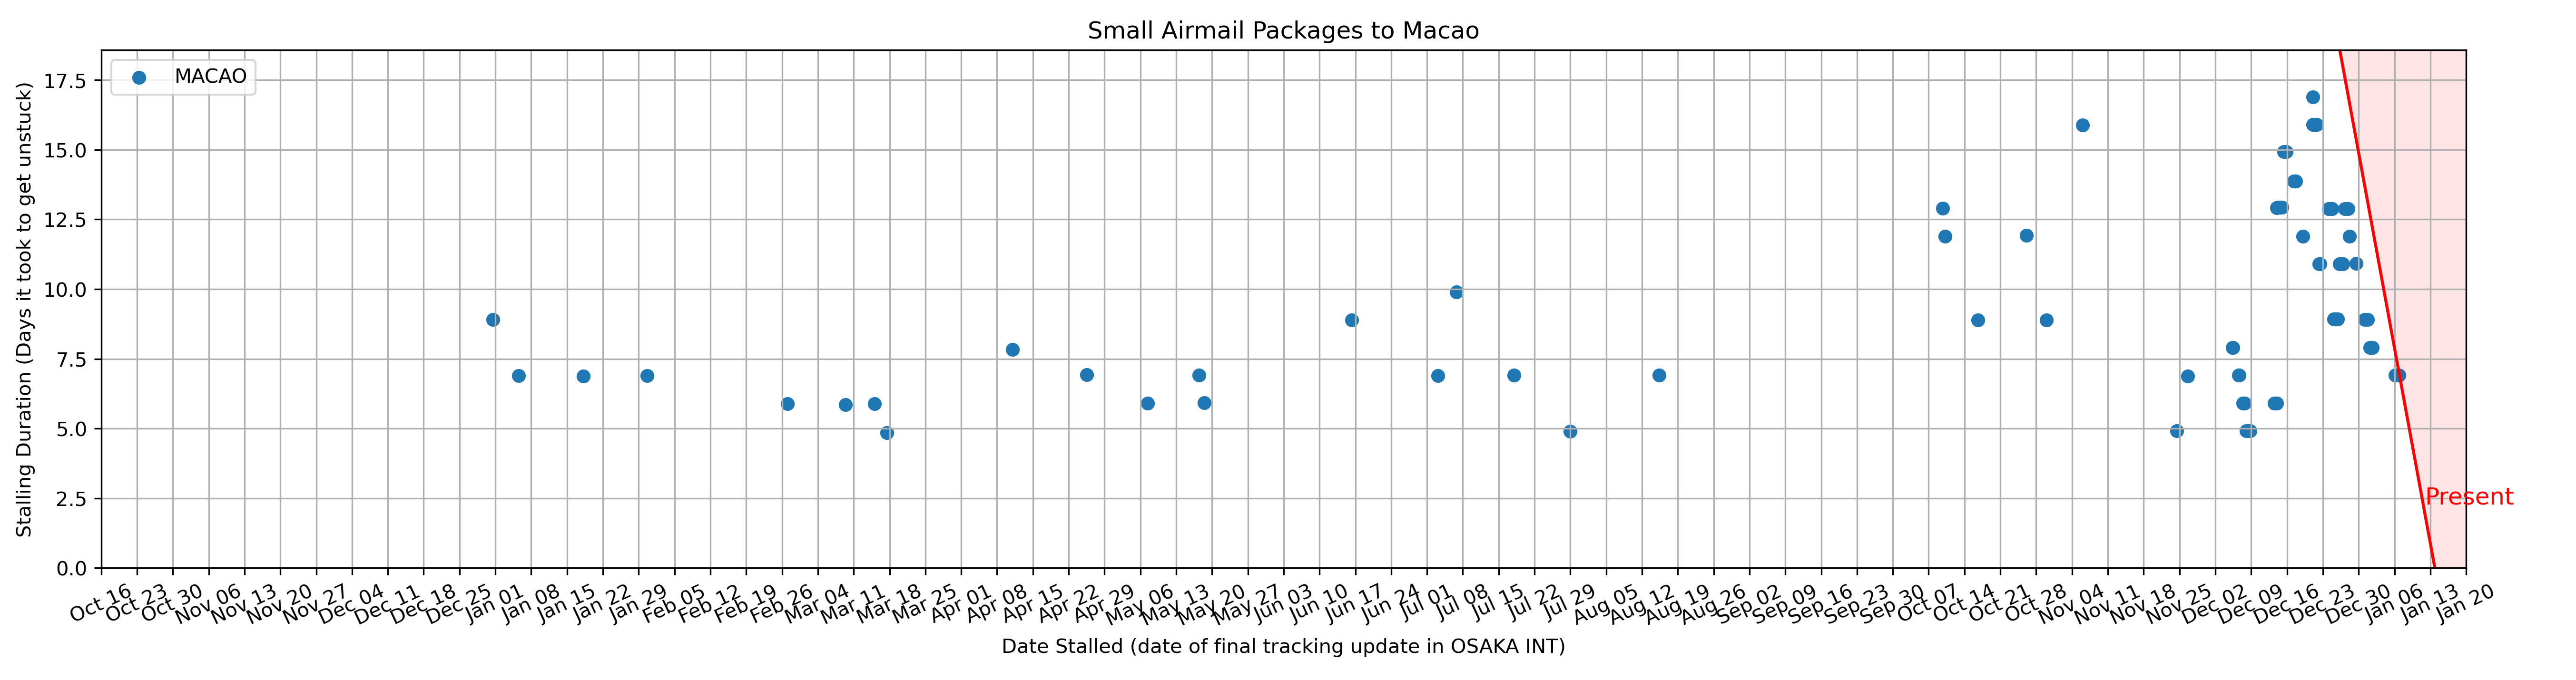 Small Airmail Packages to Macao
MACAO
Stalling Duration (Days it took to get unstuck)
17.5
15.0
12.5
10.0
7.5
5.0
2.5
0.0
Present
Oct 16 Oct 23 Oct 30 Nov 06 Nov 13 Nov 20 Nov 27 Dec 04 Dec 11 Dec 18 Dec 25 Jan 01 Jan 08 Jan 15 Jan 22 Jan 29 Feb 05 Feb 12 Feb 19 Feb 26 Mar 04 Mar 11 Mar 18 Mar 25 Apr 01 Apr 08 Apr 15 Apr 22 Apr 29 May 06 May 13 May 20 May 27 Jun 03 Jun 10 Jun 17 Jun 24 Jul 01 Jul 08 Jul 15 Jul 22 Jul 29 Aug 05 Aug 12 Aug 19 Aug 26 Sep 02 Sep 09 Sep 16 Sep 23 Sep 30 Oct 07 Oct 14 Oct 21 Oct 28 Nov 04 Nov 11 Nov 18 Nov 25 Dec 02 Dec 09 Dec 16 Dec 23 Dec 30 Jan 06 Jan 13 Jan 20
Date Stalled (date of final tracking update in OSAKA INT)